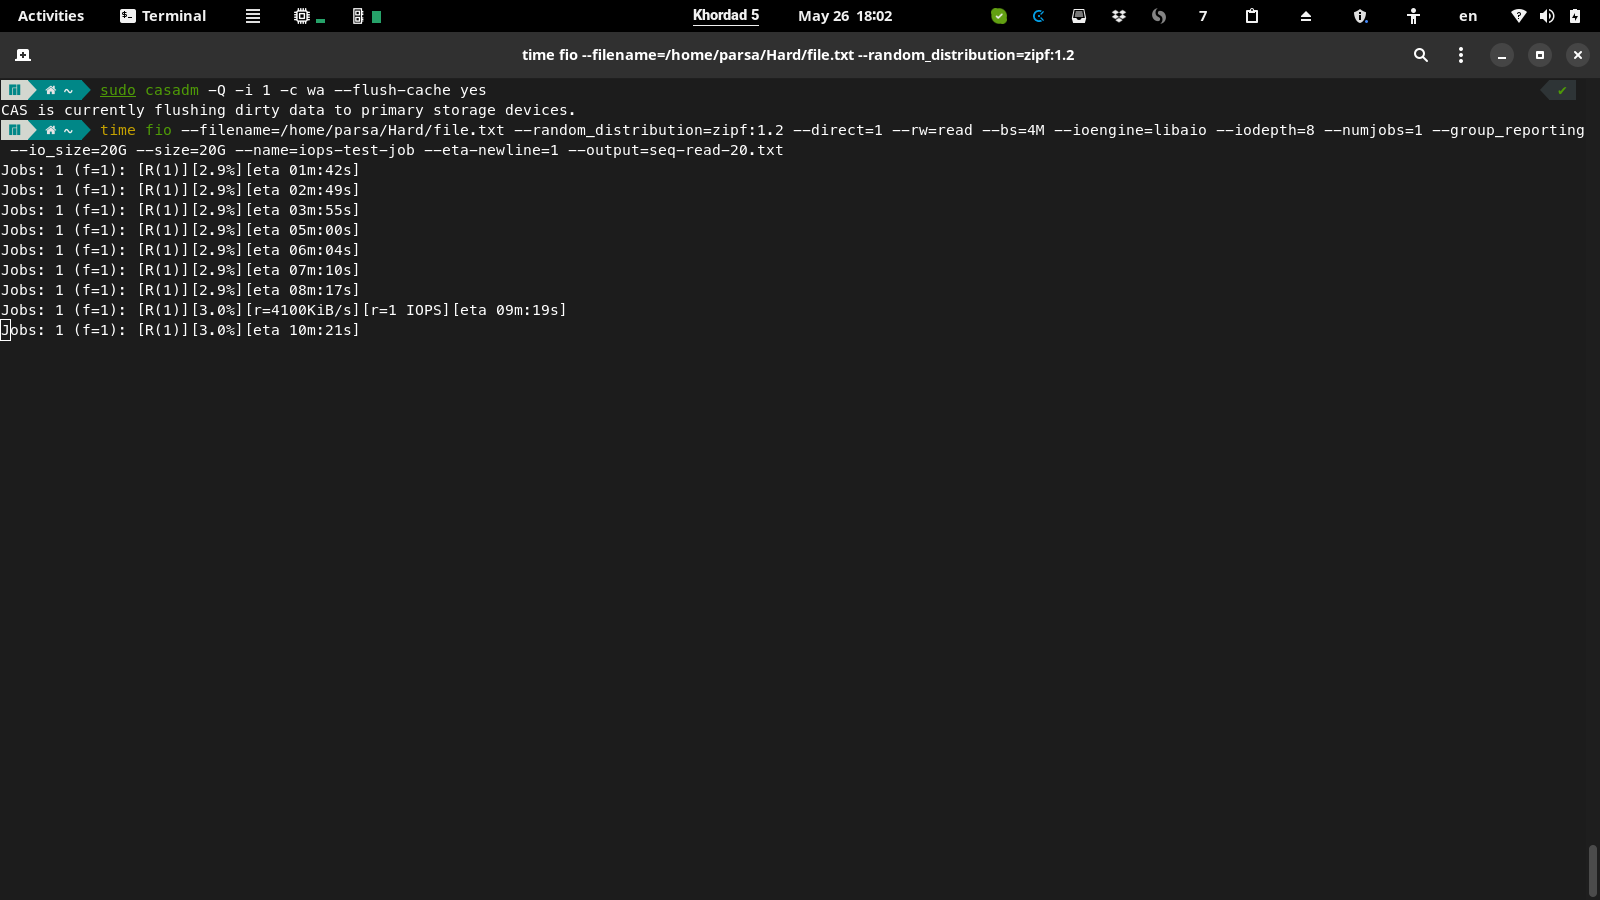 Activities Terminal Khordad 5 May 26 18:02 7 en
time fio --filename=/home/parsa/Hard/file.txt --random_distribution=zipf:1.2
~ sudo casadm -Q -i 1 -c wa --flush-cache yes
CAS is currently flushing dirty data to primary storage devices.
~ time fio --filename=/home/parsa/Hard/file.txt --random_distribution=zipf:1.2 --direct=1 --rw=read --bs=4M --ioengine=libaio --iodepth=8 --numjobs=1 --group_reporting
--io_size=20G --size=20G --name=iops-test-job --eta-newline=1 --output=seq-read-20.txt
Jobs: 1 (f=1): [R(1)][2.9%][eta 01m:42s]
Jobs: 1 (f=1): [R(1)][2.9%][eta 02m:49s]
Jobs: 1 (f=1): [R(1)][2.9%][eta 03m:55s]
Jobs: 1 (f=1): [R(1)][2.9%][eta 05m:00s]
Jobs: 1 (f=1): [R(1)][2.9%][eta 06m:04s]
Jobs: 1 (f=1): [R(1)][2.9%][eta 07m:10s]
Jobs: 1 (f=1): [R(1)][2.9%][eta 08m:17s]
Jobs: 1 (f=1): [R(1)][3.0%][r=4100KiB/s][r=1 IOPS][eta 09m:19s]
Jobs: 1 (f=1): [R(1)][3.0%][eta 10m:21s]